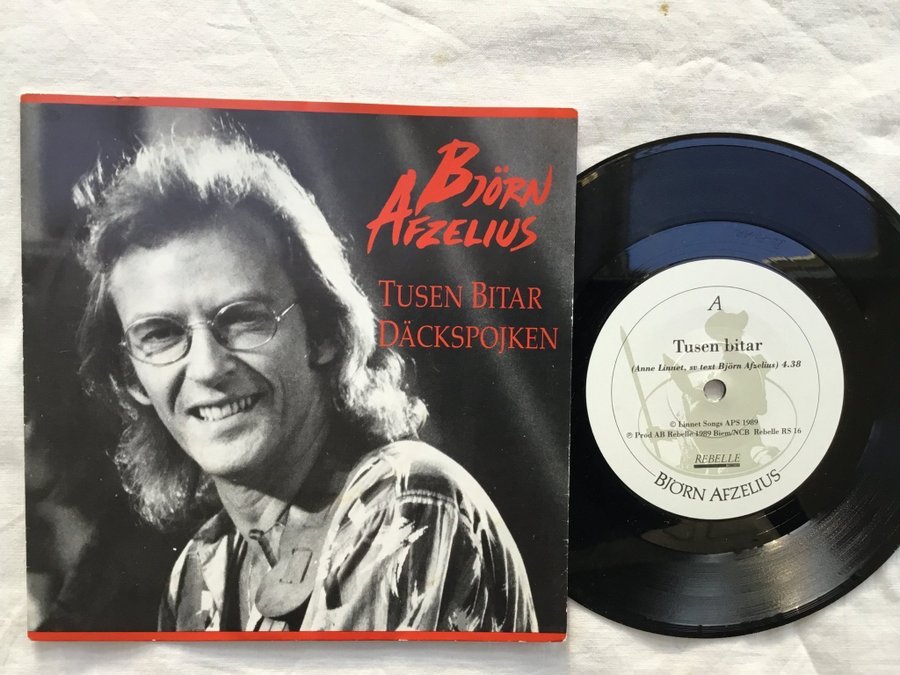 BJÖRN
AFZELIUS
TUSEN BITAR
DÄCKSPOJKEN
A
Tusen bitar
(Anne Linnet, sv text Björn Afzelius) 4.38
© Linnet Songs APS 1989
℗ Prod AB Rebelle 1989 Biem/NCB Rebelle RS 16
REBELLE
BJÖRN AFZELIUS